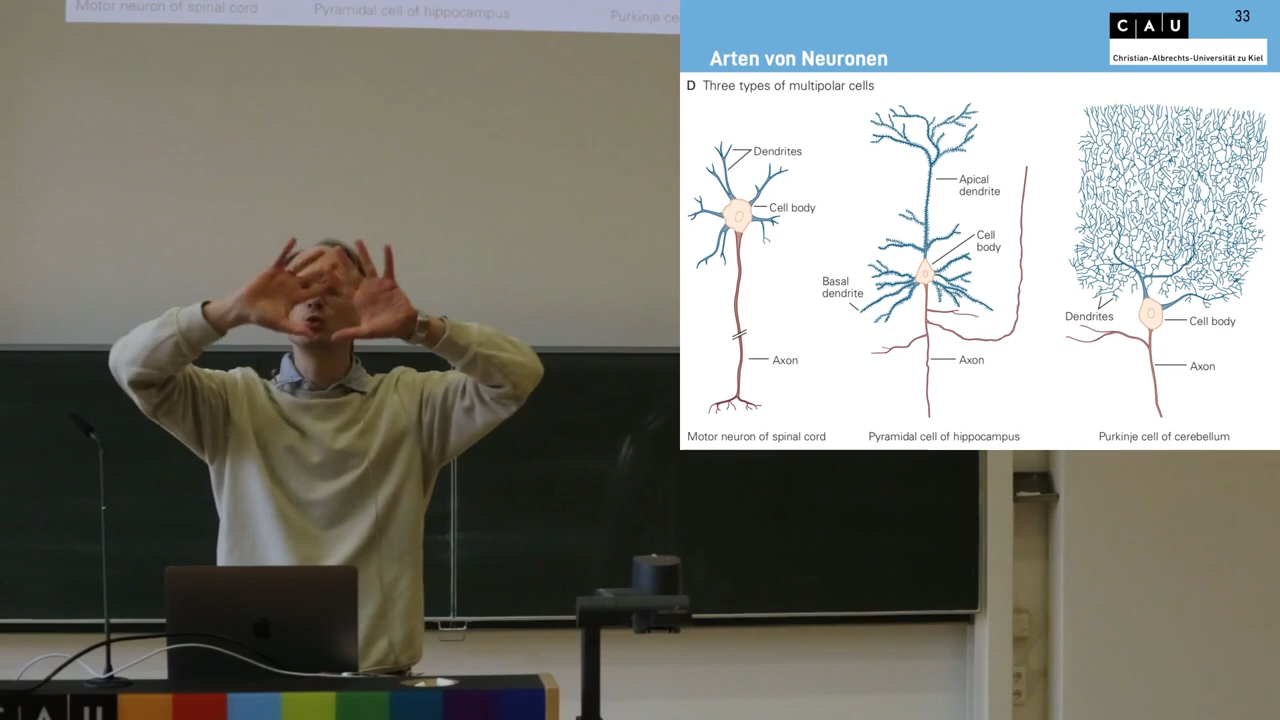 Motor neuron of spinal cord
Pyramidal cell of hippocampus
Purkinje ce
CAU
33
Christian-Albrechts-Universität zu Kiel
Arten von Neuronen
D Three types of multipolar cells
Dendrites
Cell body
Axon
Motor neuron of spinal cord
Apical
dendrite
Cell
body
Basal
dendrite
Axon
Pyramidal cell of hippocampus
Dendrites
Cell body
Axon
Purkinje cell of cerebellum
CAU